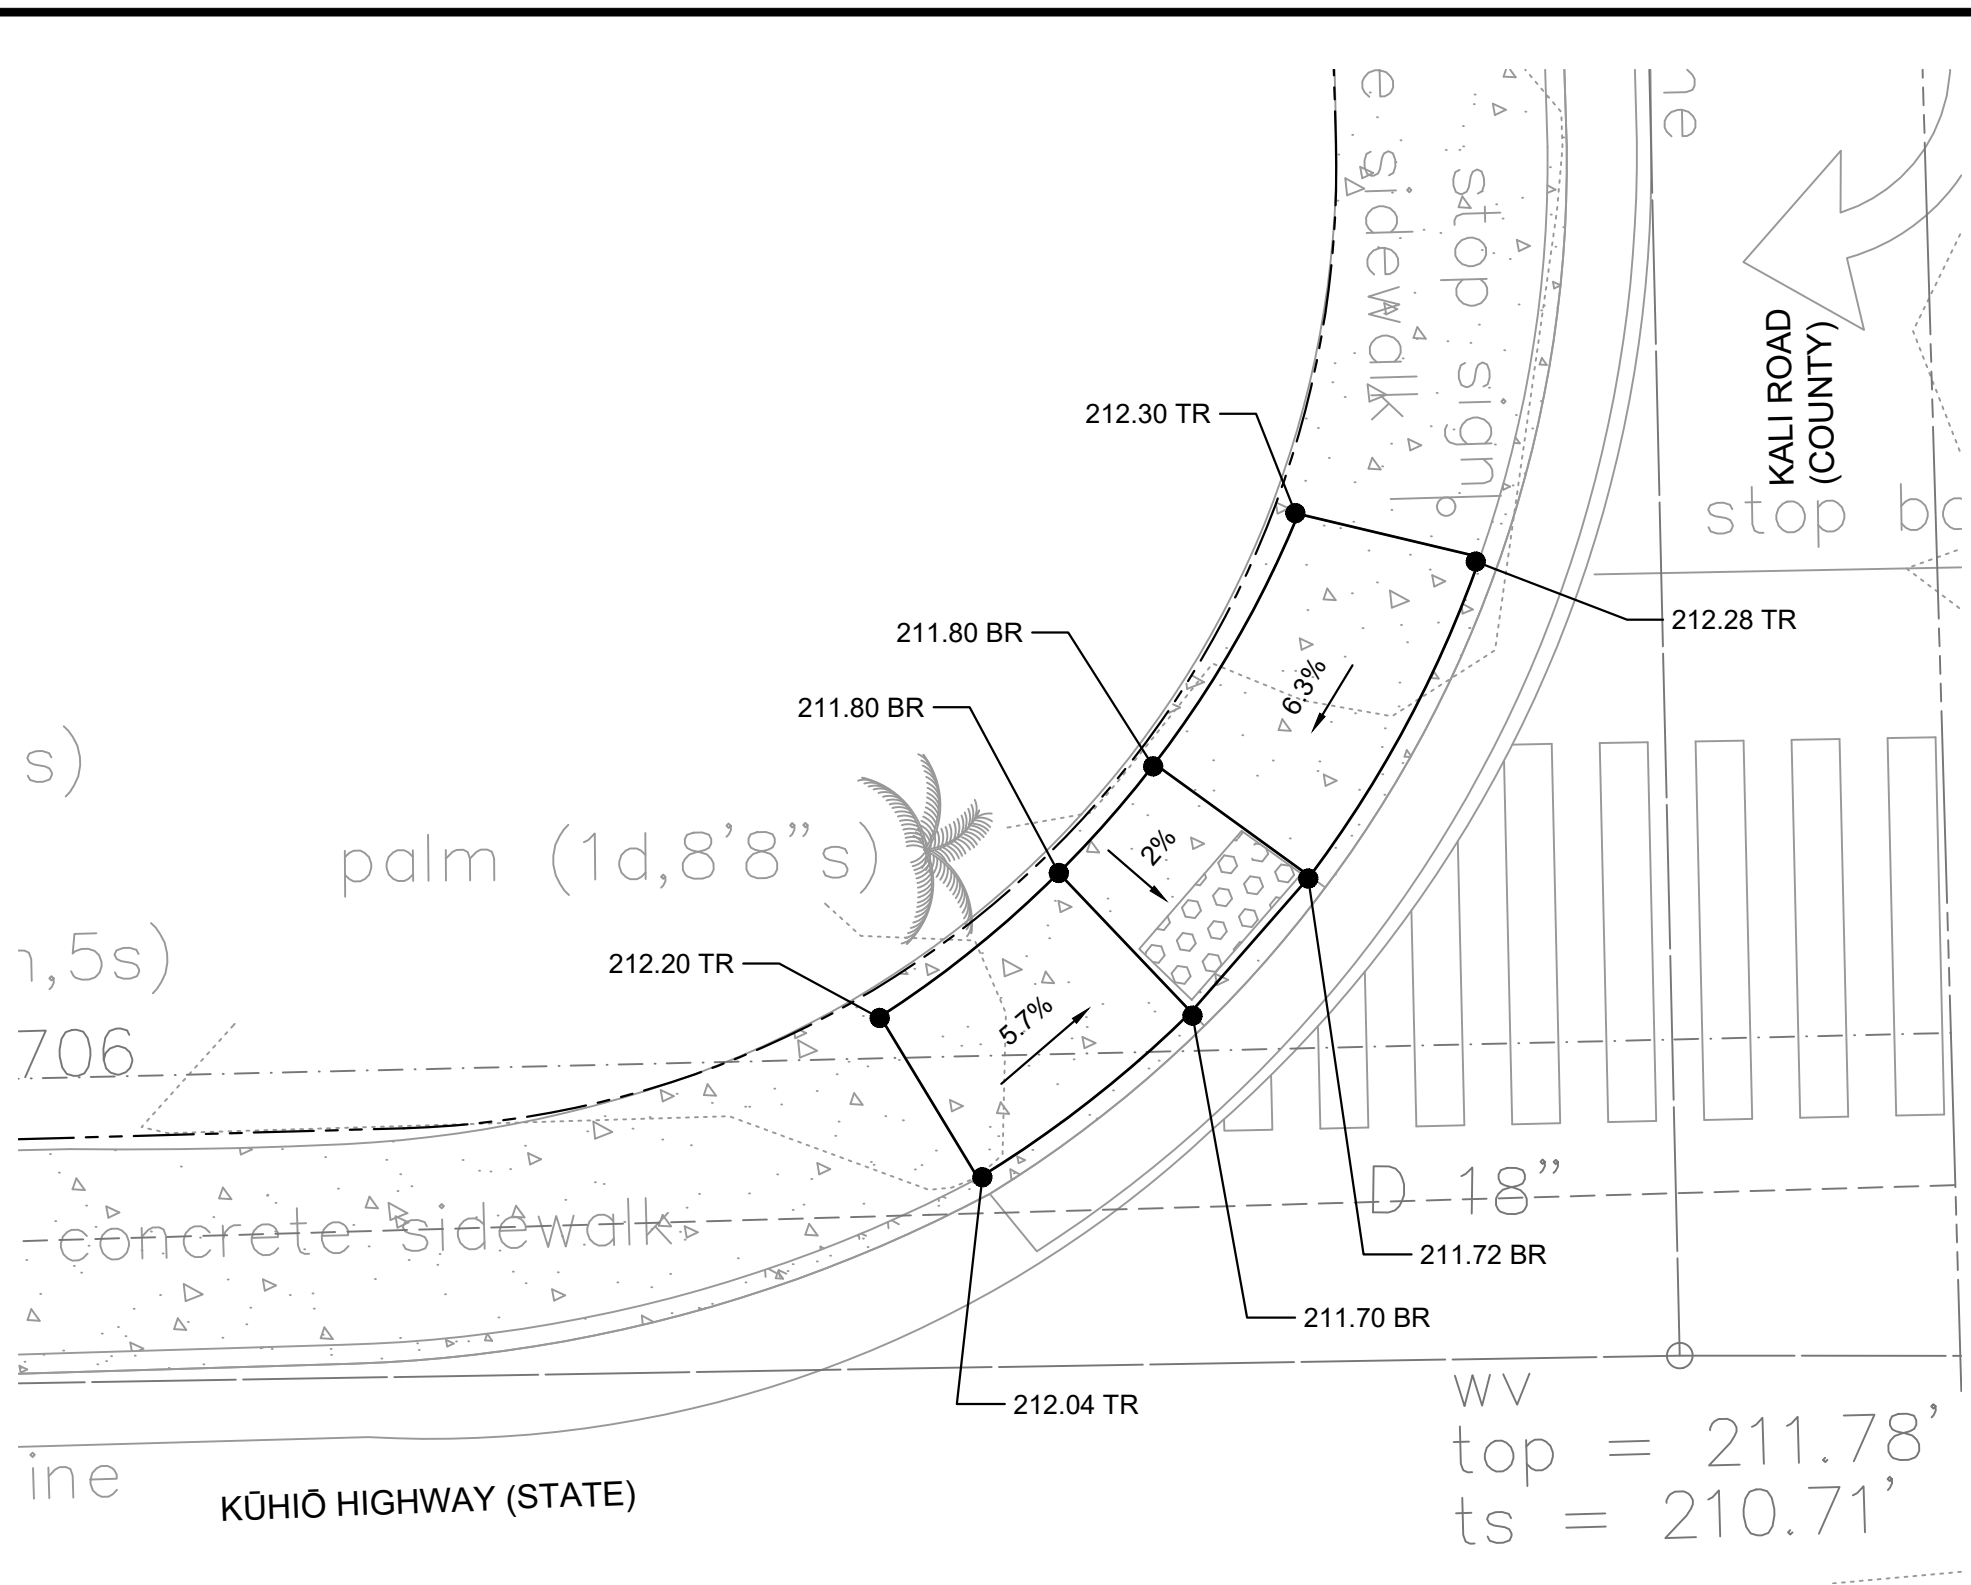 e sidewalk
stop sign
ne
KALI ROAD
(COUNTY)
212.30 TR
stop
212.28 TR
211.80 BR
6.3%
211.80 BR
s)
palm (1d,8'8"s)
2%
,5s)
212.20 TR
5.7%
706
D 18"
concrete sidewalk
211.72 BR
211.70 BR
212.04 TR
wv
top = 211.78'
ts = 210.71'
ine
KŪHIŌ HIGHWAY (STATE)